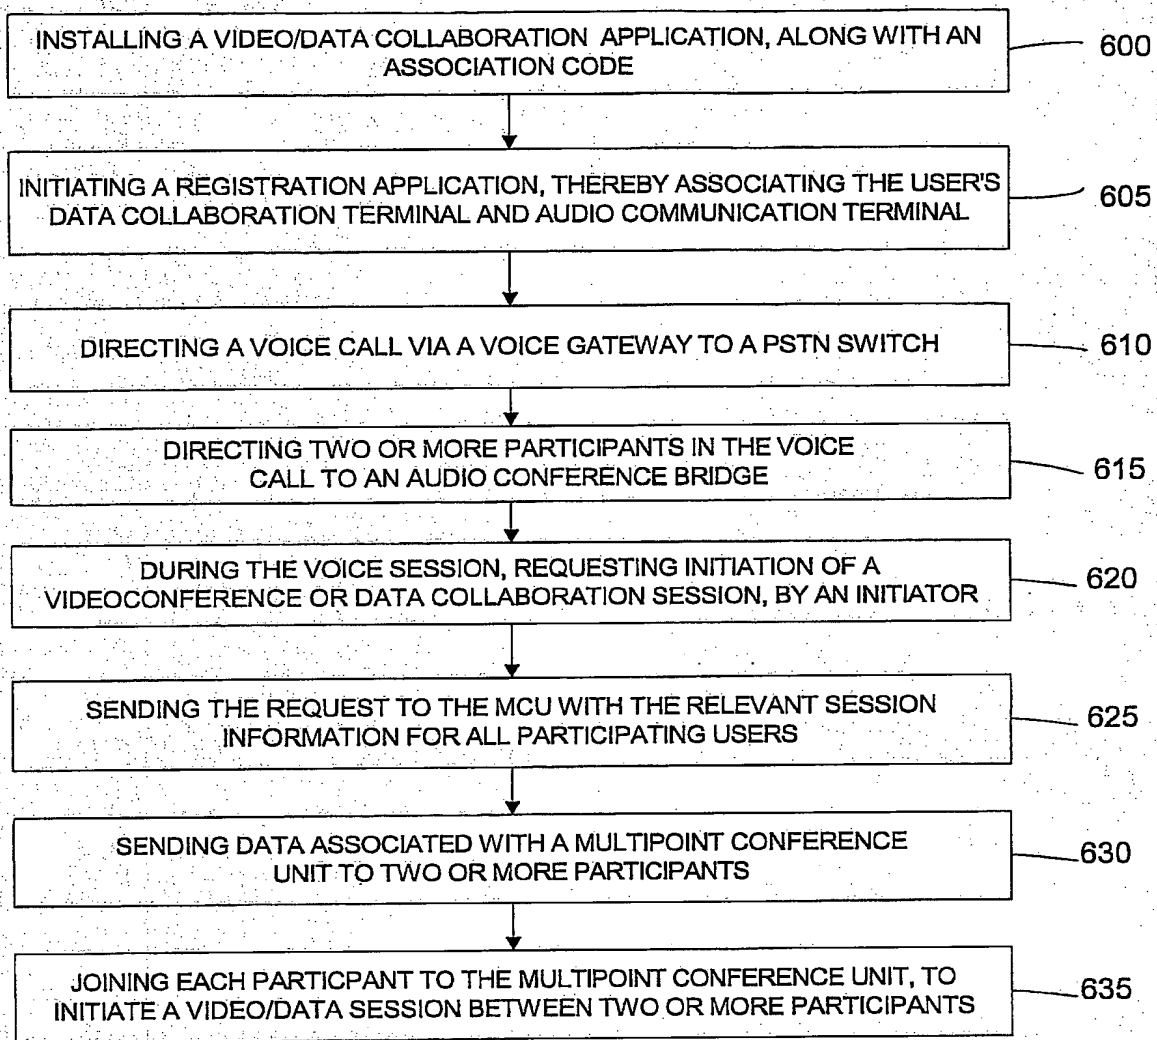 INSTALLING A VIDEO/DATA COLLABORATION APPLICATION, ALONG WITH AN
ASSOCIATION CODE
600
INITIATING A REGISTRATION APPLICATION, THEREBY ASSOCIATING THE USER'S
DATA COLLABORATION TERMINAL AND AUDIO COMMUNICATION TERMINAL
605
DIRECTING A VOICE CALL VIA A VOICE GATEWAY TO A PSTN SWITCH
610
DIRECTING TWO OR MORE PARTICIPANTS IN THE VOICE
CALL TO AN AUDIO CONFERENCE BRIDGE
615
DURING THE VOICE SESSION, REQUESTING INITIATION OF A
VIDEOCONFERENCE OR DATA COLLABORATION SESSION, BY AN INITIATOR
620
SENDING THE REQUEST TO THE MCU WITH THE RELEVANT SESSION
INFORMATION FOR ALL PARTICIPATING USERS
625
SENDING DATA ASSOCIATED WITH A MULTIPOINT CONFERENCE
UNIT TO TWO OR MORE PARTICIPANTS
630
JOINING EACH PARTICPANT TO THE MULTIPOINT CONFERENCE UNIT, TO
INITIATE A VIDEO/DATA SESSION BETWEEN TWO OR MORE PARTICIPANTS
635